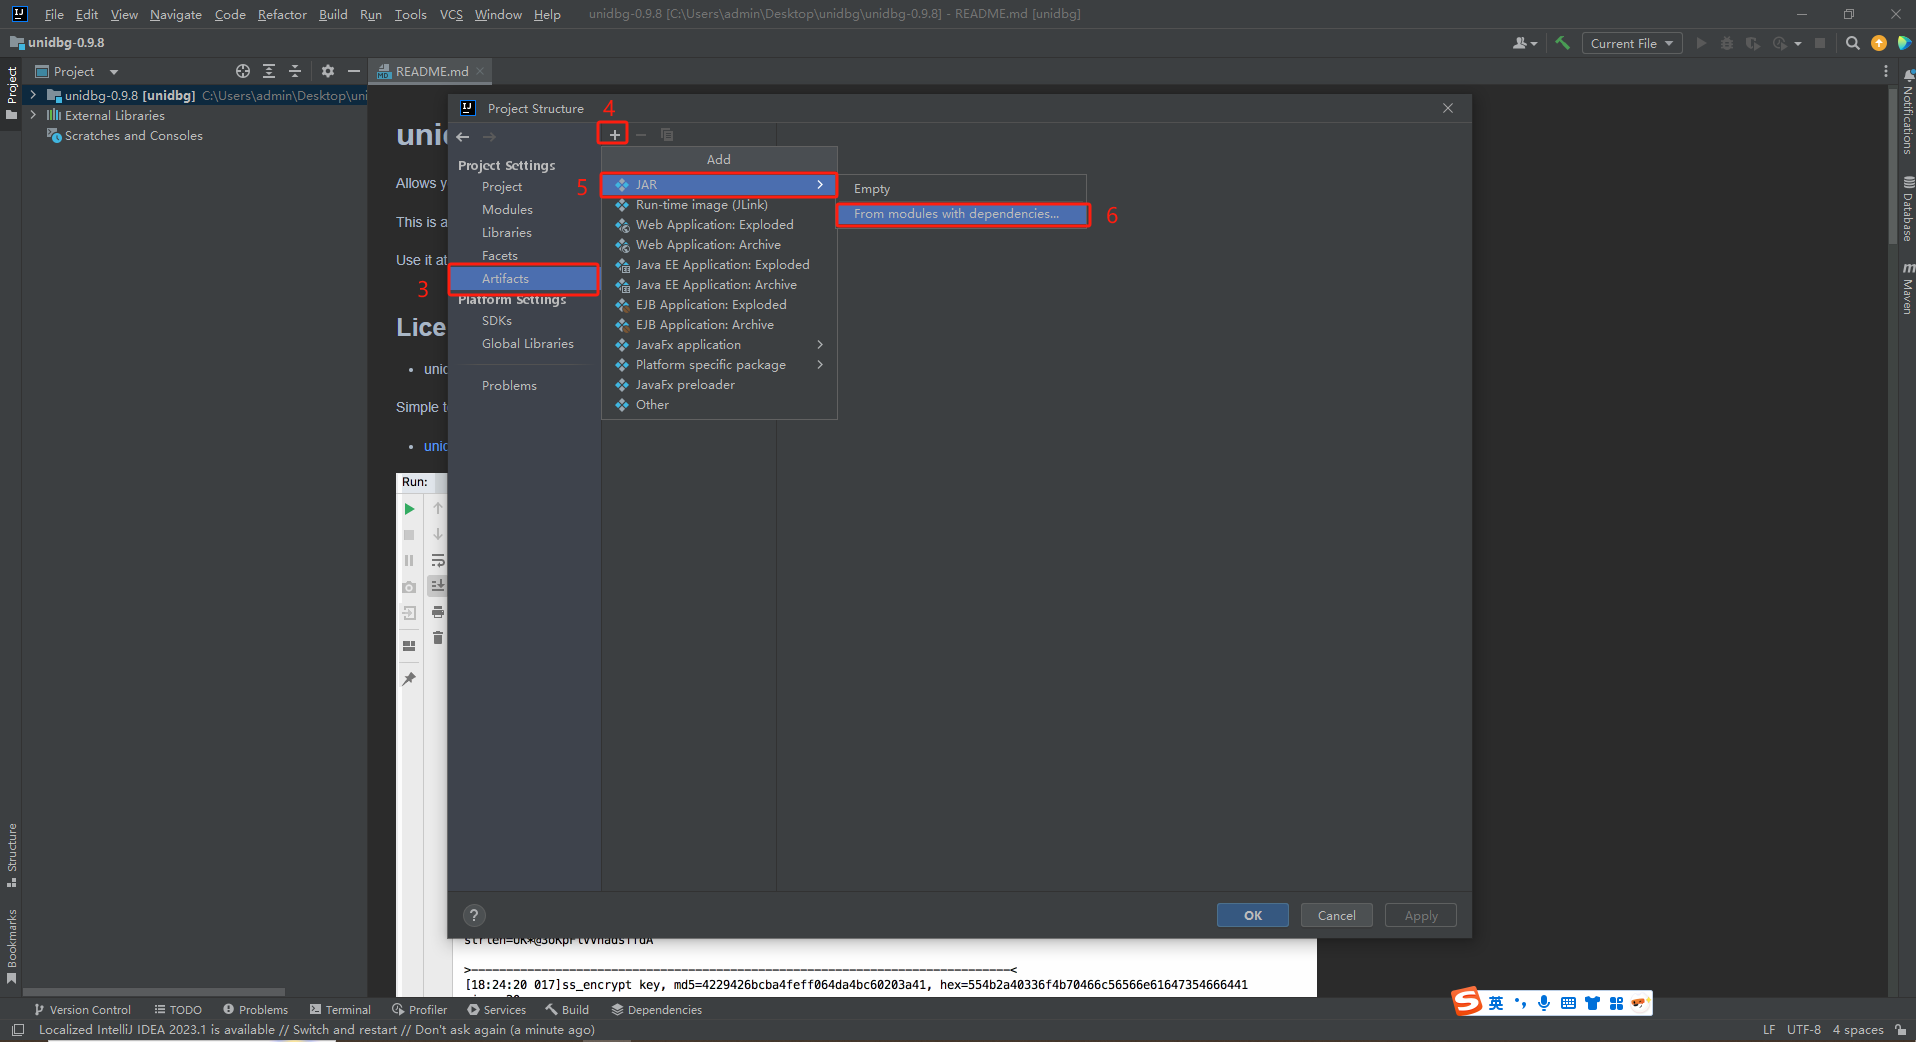 File Edit View Navigate Code Refactor Build Run Tools VCS Window Help unidbg-0.9.8 [C:\Users\admin\Desktop\unidbg\unidbg-0.9.8] - README.md [unidbg]
unidbg-0.9.8
Current File
Project
Project
README.md
unidbg-0.9.8 [unidbg] C:\Users\admin\Desktop\uni
External Libraries
Scratches and Consoles
Structure
Bookmarks
Notifications
Database
Maven
unid
Allows y
This is a
Use it at
Lice
unid
Simple t
unid
Run:
Project Structure
4
Project Settings
Project
Modules
Libraries
Facets
Artifacts
3
Platform Settings
SDKs
Global Libraries
Problems
Add
5
JAR
Run-time image (JLink)
Web Application: Exploded
Web Application: Archive
Java EE Application: Exploded
Java EE Application: Archive
EJB Application: Exploded
EJB Application: Archive
JavaFx application
Platform specific package
JavaFx preloader
Other
Empty
From modules with dependencies...
6
?
OK
Cancel
Apply
[18:24:20 017]ss_encrypt key, md5=4229426bcba4feff064da4bc60203a41, hex=554b2a40336f4b70466c56566e61647354666441
英
Version Control TODO Problems Terminal Profiler Services Build Dependencies
Localized IntelliJ IDEA 2023.1 is available // Switch and restart // Don't ask again (a minute ago)
LF UTF-8 4 spaces